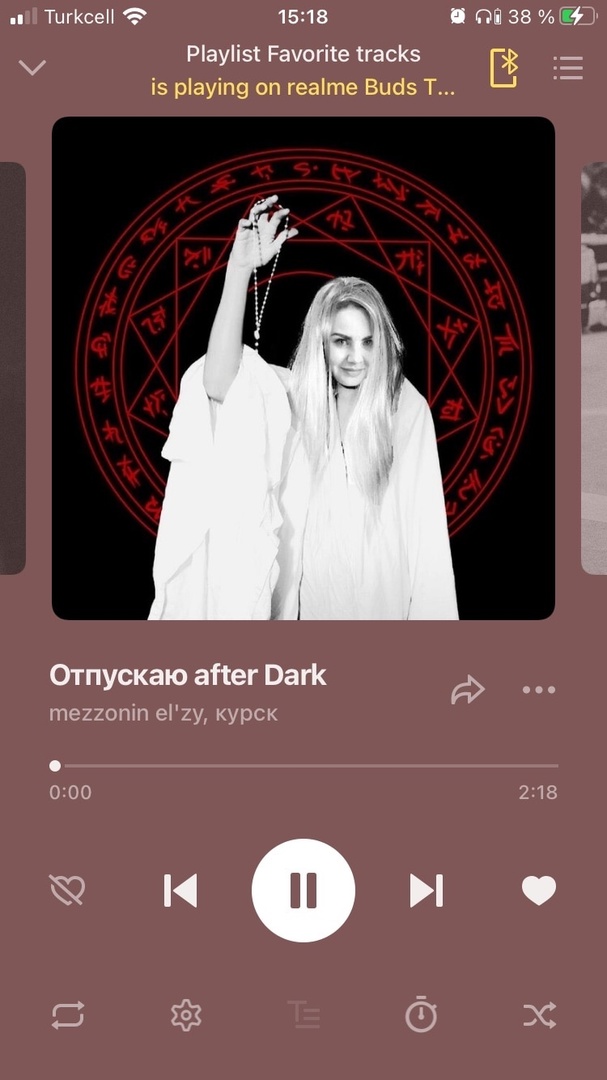 Turkcell 15:18 38 %
Playlist Favorite tracks
is playing on realme Buds T...
Отпускаю after Dark
mezzonin el'zy, курск
0:00 2:18